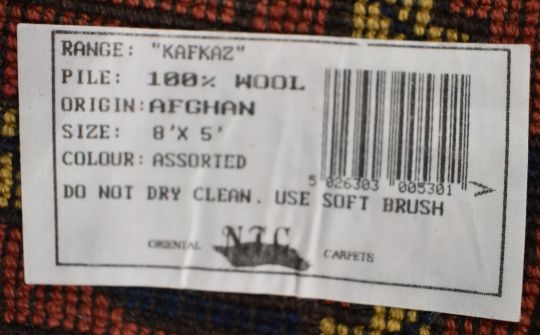 RANGE: "KAFKAZ"
PILE: 100% WOOL
ORIGIN: AFGHAN
SIZE: 8'X 5'
COLOUR: ASSORTED
5 026303 005301 >
DO NOT DRY CLEAN. USE SOFT BRUSH
ORIENTAL NTC CARPETS